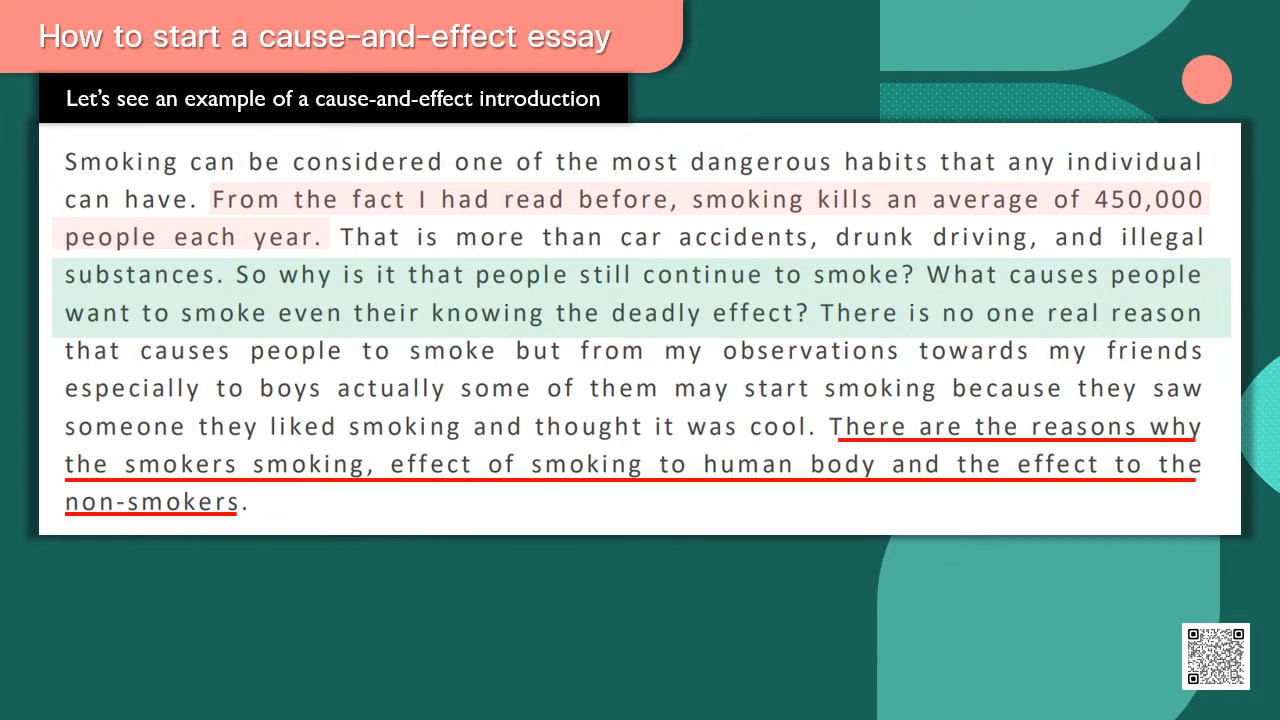 How to start a cause-and-effect essay
Let's see an example of a cause-and-effect introduction
Smoking can be considered one of the most dangerous habits that any individual
can have. From the fact I had read before, smoking kills an average of 450,000
people each year. That is more than car accidents, drunk driving, and illegal
substances. So why is it that people still continue to smoke? What causes people
want to smoke even their knowing the deadly effect? There is no one real reason
that causes people to smoke but from my observations towards my friends
especially to boys actually some of them may start smoking because they saw
someone they liked smoking and thought it was cool. There are the reasons why
the smokers smoking, effect of smoking to human body and the effect to the
non-smokers.